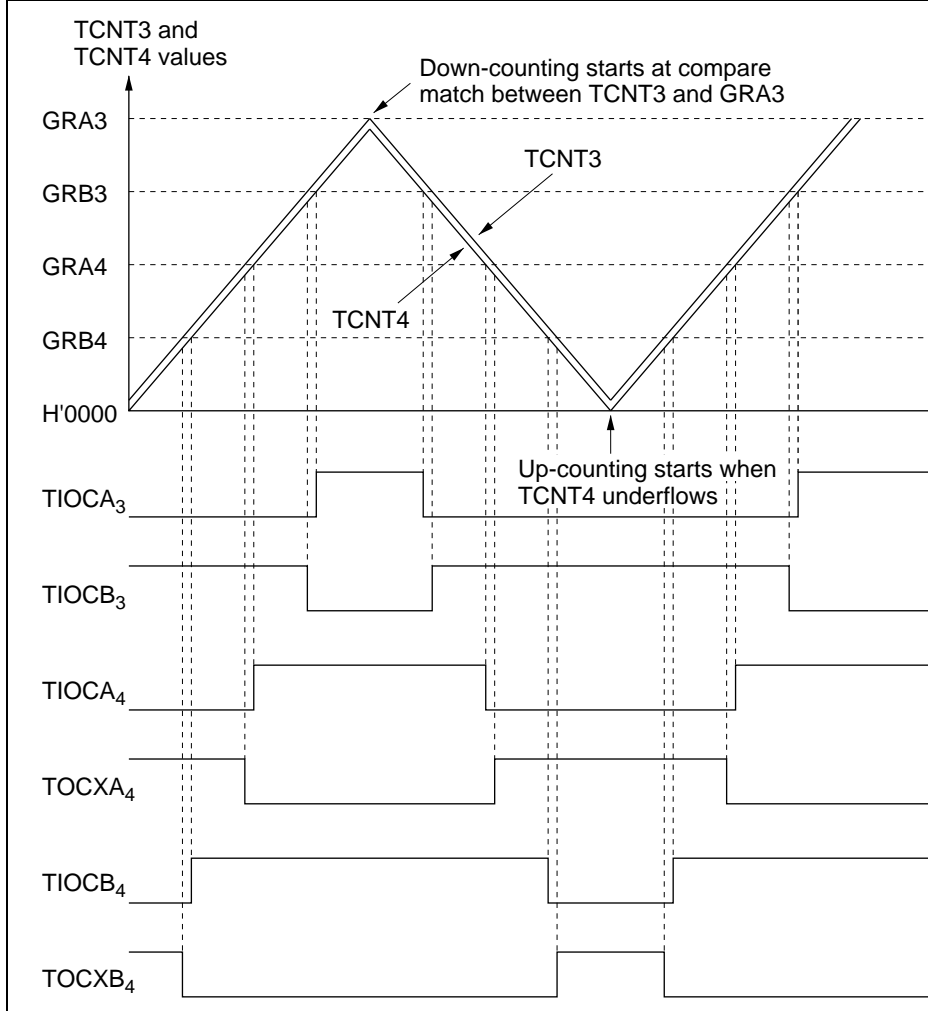 TCNT3 and
TCNT4 values
Down-counting starts at compare
match between TCNT3 and GRA3
GRA3
TCNT3
GRB3
GRA4
TCNT4
GRB4
H'0000
Up-counting starts when
TCNT4 underflows
TIOCA3
TIOCB3
TIOCA4
TOCXA4
TIOCB4
TOCXB4